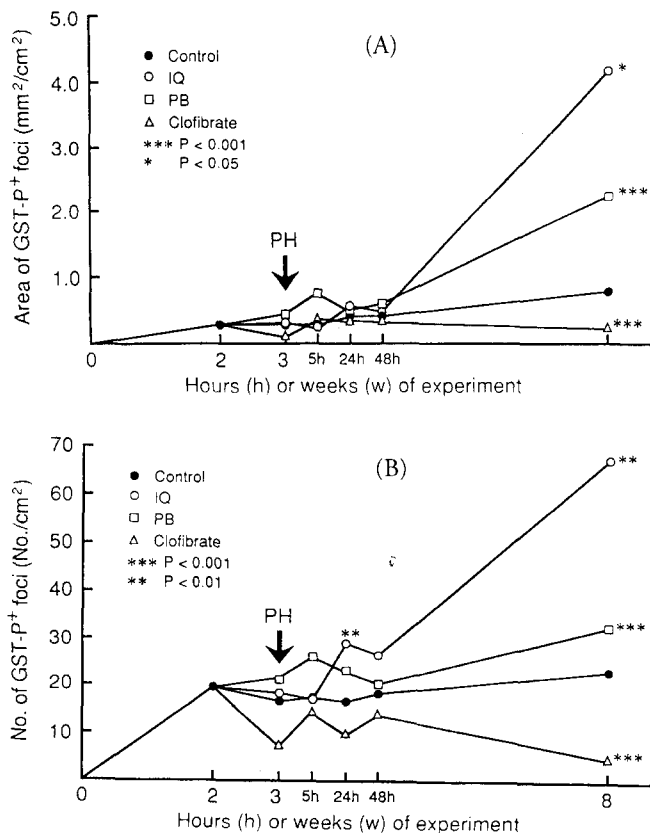 (A)
5.0
4.0
3.0
2.0
1.0
Area of GST-P+ foci (mm2/cm2)
● Control
○ IQ
□ PB
△ Clofibrate
*** P < 0.001
* P < 0.05
PH
*
***
***
0 2 3 5h 24h 48h 8
Hours (h) or weeks (w) of experiment
(B)
70
60
50
40
30
20
10
No. of GST-P+ foci (No./cm2)
● Control
○ IQ
□ PB
△ Clofibrate
*** P < 0.001
** P < 0.01
PH
**
**
***
***
0 2 3 5h 24h 48h 8
Hours (h) or weeks (w) of experiment